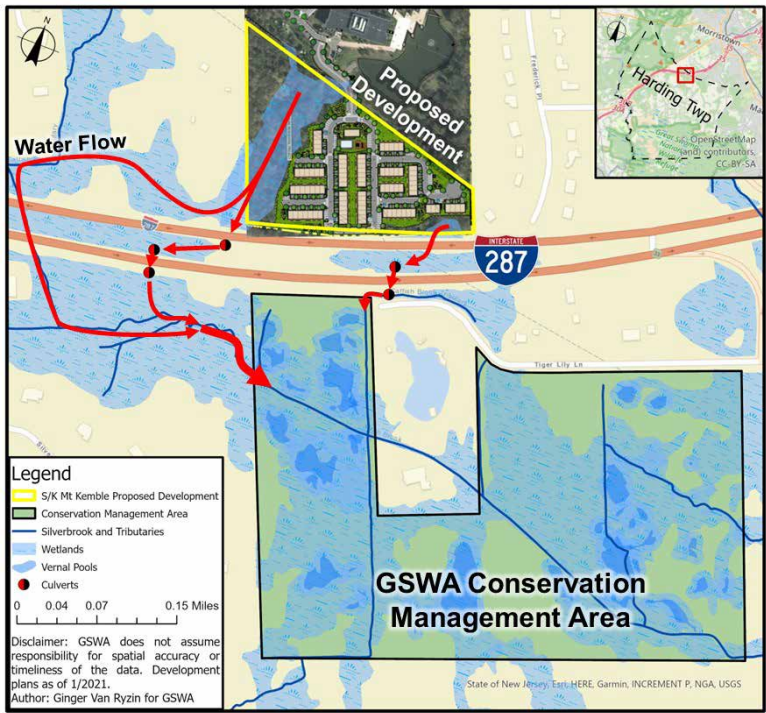 N
Water Flow
Proposed
Development
Frederick Pl
N
Morristown
Harding Twp
OpenStreetMap
(and) contributors,
CC-BY-SA
INTERSTATE
287
Tiger Lily Ln
GSWA Conservation
Management Area
Legend
S/K Mt Kemble Proposed Development
Conservation Management Area
Silverbrook and Tributaries
Wetlands
Vernal Pools
Culverts
0 0.04 0.07 0.15 Miles
Disclaimer: GSWA does not assume
responsibility for spatial accuracy or
timeliness of the data. Development
plans as of 1/2021.
Author: Ginger Van Ryzin for GSWA
State of New Jersey, Esri, HERE, Garmin, INCREMENT P, NGA, USGS